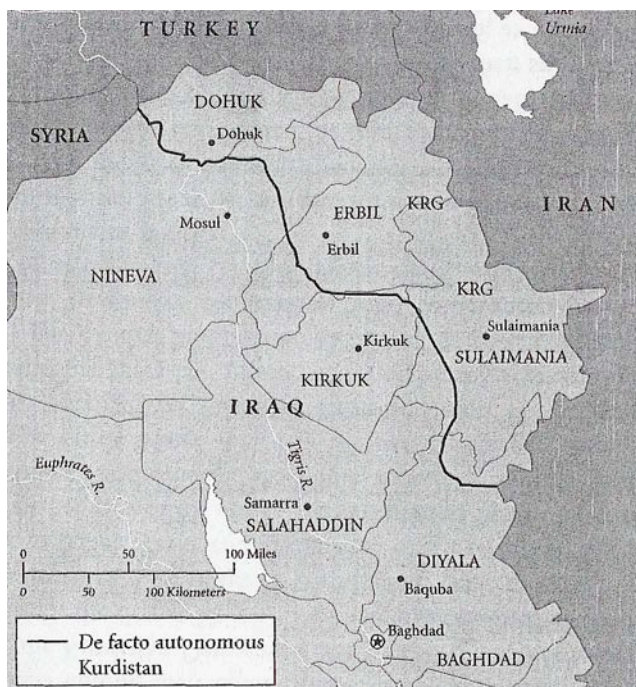 Lake
Urmia
TURKEY
DOHUK
Dohuk
SYRIA
ERBIL
KRG
IRAN
Mosul
Erbil
NINEVA
KRG
Sulaimania
SULAIMANIA
Kirkuk
KIRKUK
IRAQ
Euphrates R.
Tigris R.
Samarra
SALAHADDIN
0 50 100 Miles
0 50 100 Kilometers
DIYALA
Baquba
Baghdad
BAGHDAD
De facto autonomous
Kurdistan